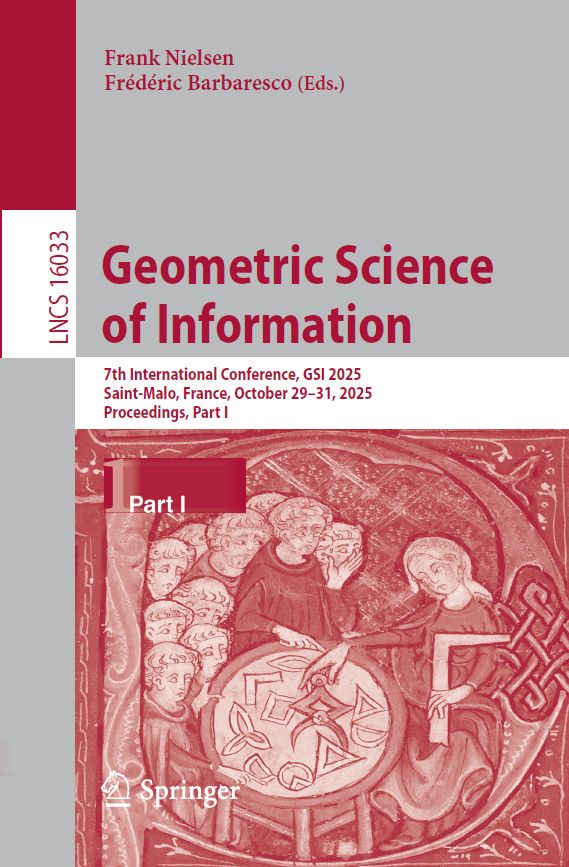 Frank Nielsen
Frédéric Barbaresco (Eds.)
LNCS 16033
Geometric Science
of Information
7th International Conference, GSI 2025
Saint-Malo, France, October 29–31, 2025
Proceedings, Part I
1 Part I
Springer